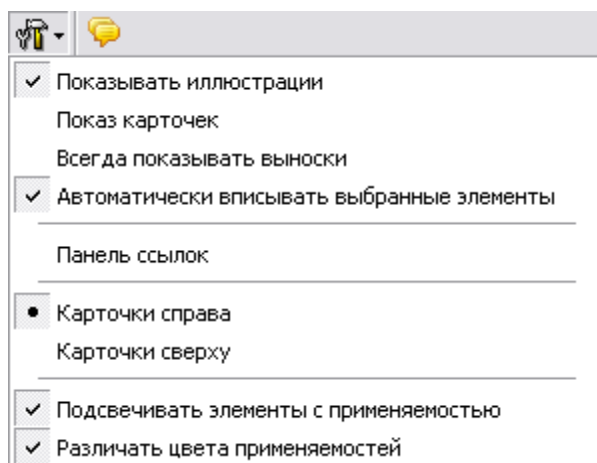 Показывать иллюстрации
Показ карточек
Всегда показывать выноски
Автоматически вписывать выбранные элементы
Панель ссылок
Карточки справа
Карточки сверху
Подсвечивать элементы с применяемостью
Различать цвета применяемостей